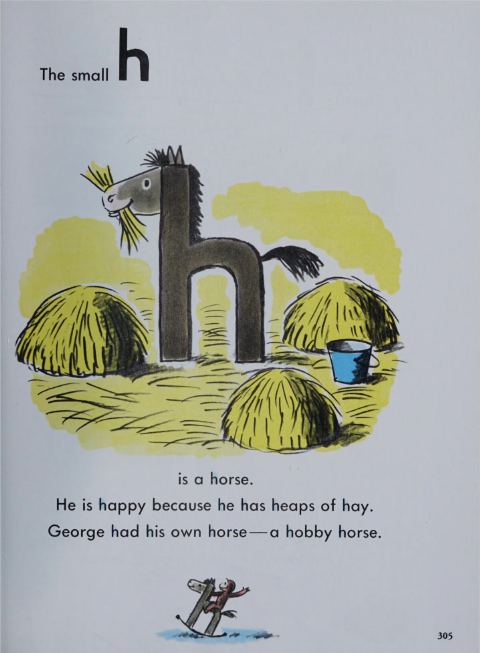 The small h
is a horse.
He is happy because he has heaps of hay.
George had his own horse—a hobby horse.
305